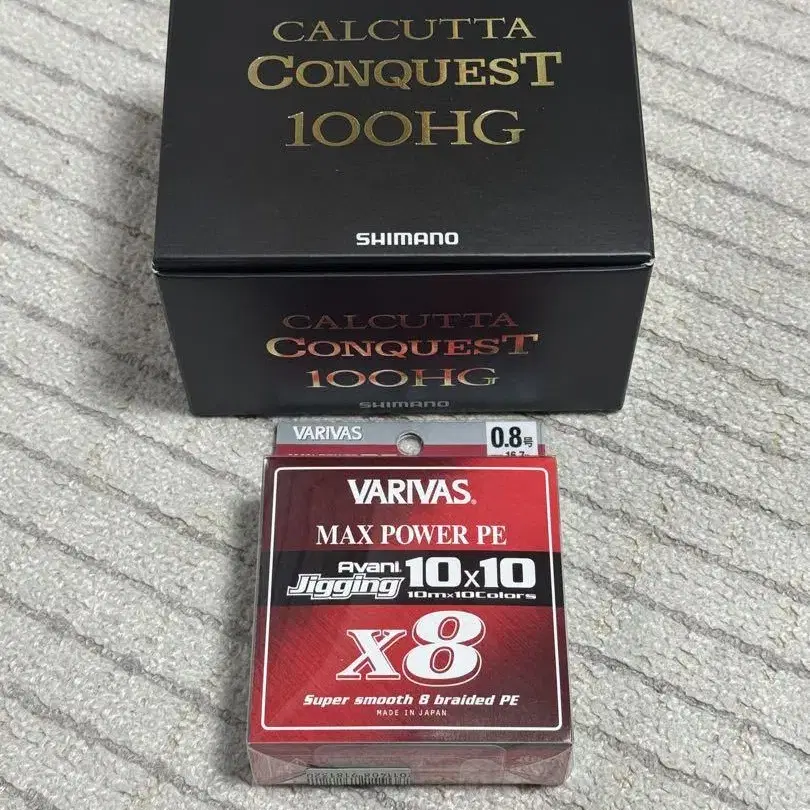 CALCUTTA
CONQUEST
100HG
SHIMANO
CALCUTTA
CONQUEST
100HG
SHIMANO
VARIVAS
0.8号
VARIVAS®
MAX POWER PE
Avani
Jigging 10x10
10m×10Colors
x8
Super smooth 8 braided PE
MADE IN JAPAN